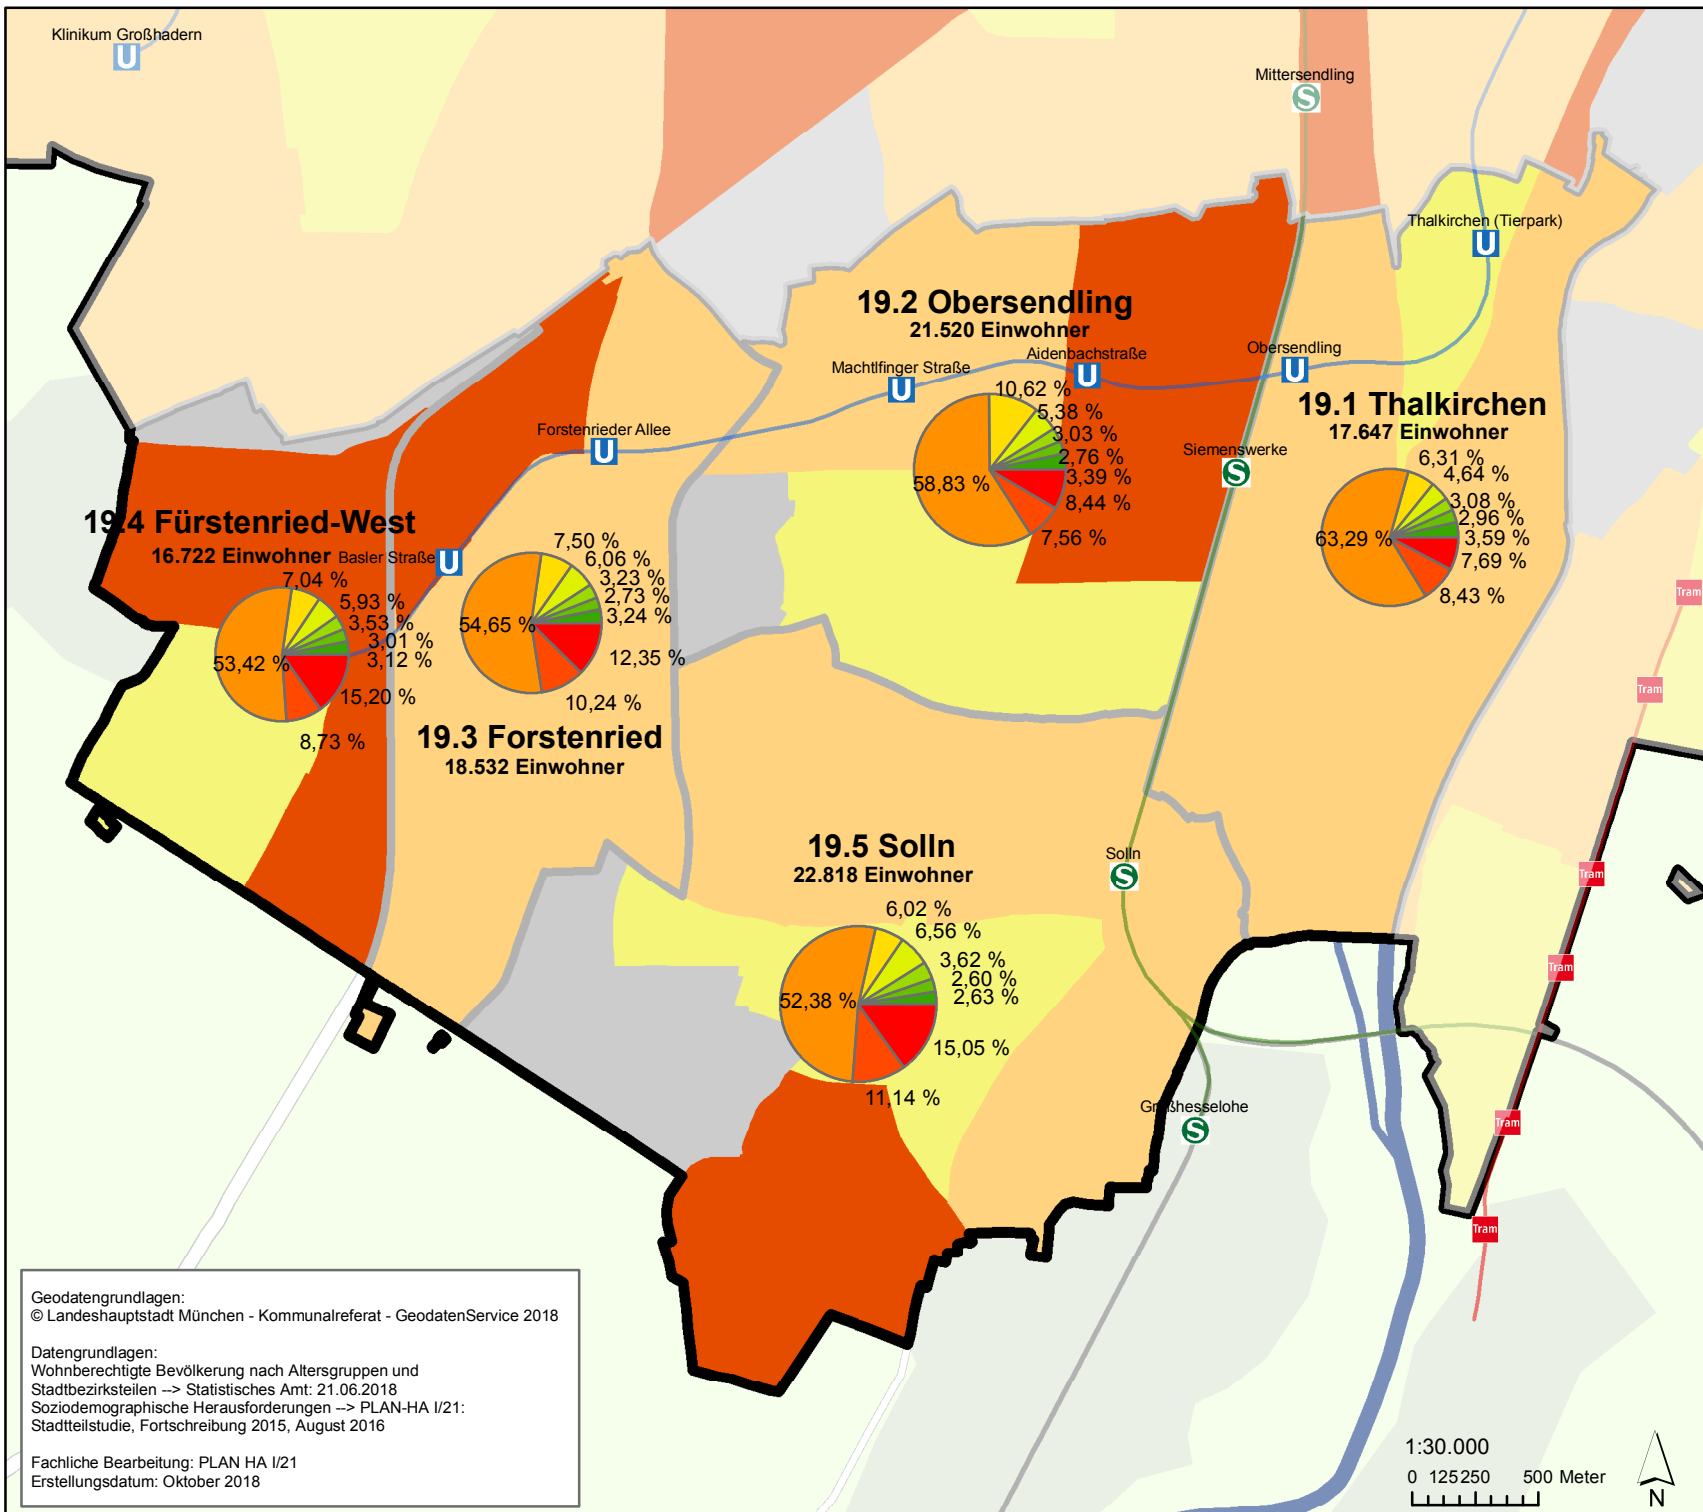 Klinikum Großhadern
U
Mittersendling
S
Thalkirchen (Tierpark)
U
19.2 Obersendling
21.520 Einwohner
Machtlfinger Straße
U
Aidenbachstraße
U
Obersendling
U
10,62 %
5,38 %
3,03 %
2,76 %
3,39 %
8,44 %
7,56 %
58,83 %
Siemenswerke
S
19.1 Thalkirchen
17.647 Einwohner
6,31 %
4,64 %
3,08 %
2,96 %
3,59 %
7,69 %
8,43 %
63,29 %
Forstenrieder Allee
U
19.4 Fürstenried-West
16.722 Einwohner
Basler Straße
U
7,04 %
5,93 %
3,53 %
3,01 %
3,12 %
15,20 %
8,73 %
53,42 %
7,50 %
6,06 %
3,23 %
2,73 %
3,24 %
12,35 %
10,24 %
54,65 %
19.3 Forstenried
18.532 Einwohner
Tram
Tram
19.5 Solln
22.818 Einwohner
Solln
S
6,02 %
6,56 %
3,62 %
2,60 %
2,63 %
15,05 %
11,14 %
52,38 %
Tram
Tram
Großhesselohe
S
Tram
Tram
Geodatengrundlagen:
© Landeshauptstadt München - Kommunalreferat - GeodatenService 2018
Datengrundlagen:
Wohnberechtigte Bevölkerung nach Altersgruppen und
Stadtbezirksteilen --> Statistisches Amt: 21.06.2018
Soziodemographische Herausforderungen --> PLAN-HA I/21:
Stadtteilstudie, Fortschreibung 2015, August 2016
Fachliche Bearbeitung: PLAN HA I/21
Erstellungsdatum: Oktober 2018
1:30.000
0 125 250 500 Meter
N